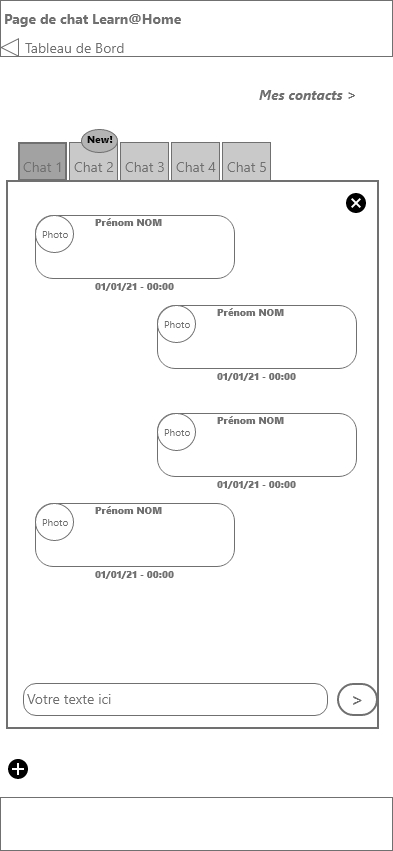 Page de chat Learn@Home
Tableau de Bord
Mes contacts >
New!
Chat 1 Chat 2 Chat 3 Chat 4 Chat 5
Prénom NOM
Photo
01/01/21 - 00:00
Prénom NOM
Photo
01/01/21 - 00:00
Prénom NOM
Photo
01/01/21 - 00:00
Prénom NOM
Photo
01/01/21 - 00:00
Votre texte ici >